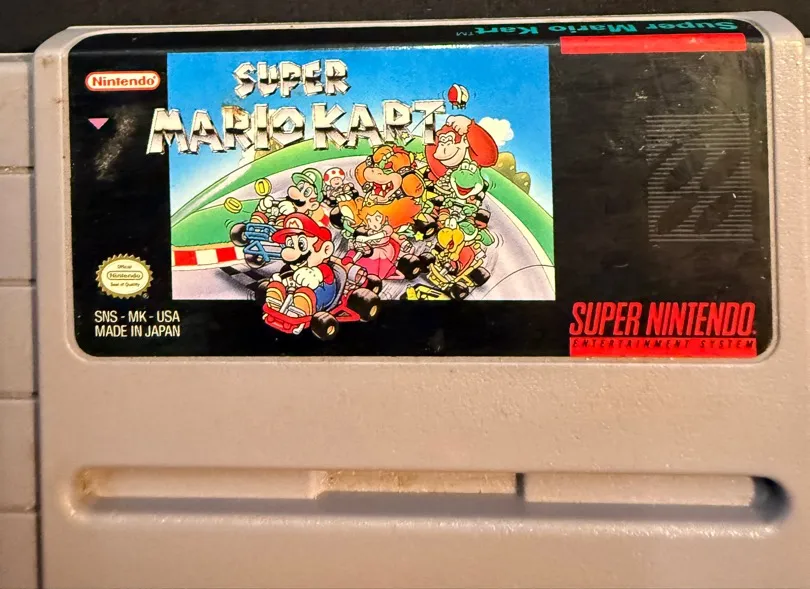 Super Mario Kart™
Nintendo
SUPER
MARIO KART
Official
Nintendo
Seal of Quality
SNS - MK - USA
MADE IN JAPAN
SUPER NINTENDO
ENTERTAINMENT SYSTEM